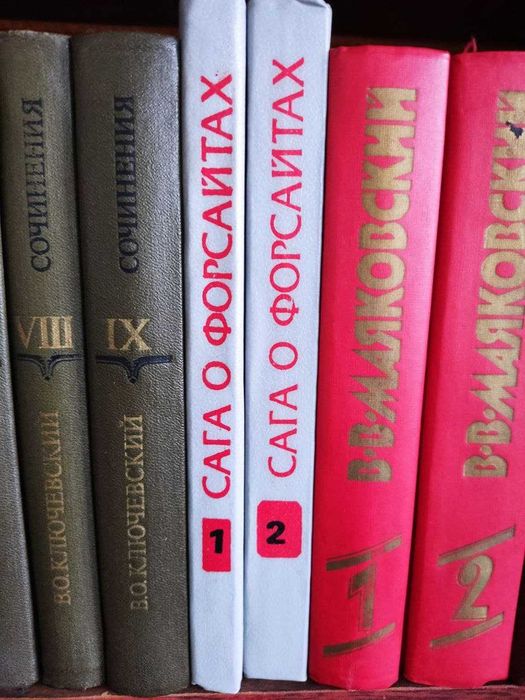 СОЧИНЕНИЯ
VIII
В.О.КЛЮЧЕВСКИЙ
СОЧИНЕНИЯ
IX
В.О.КЛЮЧЕВСКИЙ
САГА О ФОРСАЙТАХ
1
САГА О ФОРСАЙТАХ
2
В·В·МАЯКОВСКИЙ
1
В·В·МАЯКОВСКИЙ
2